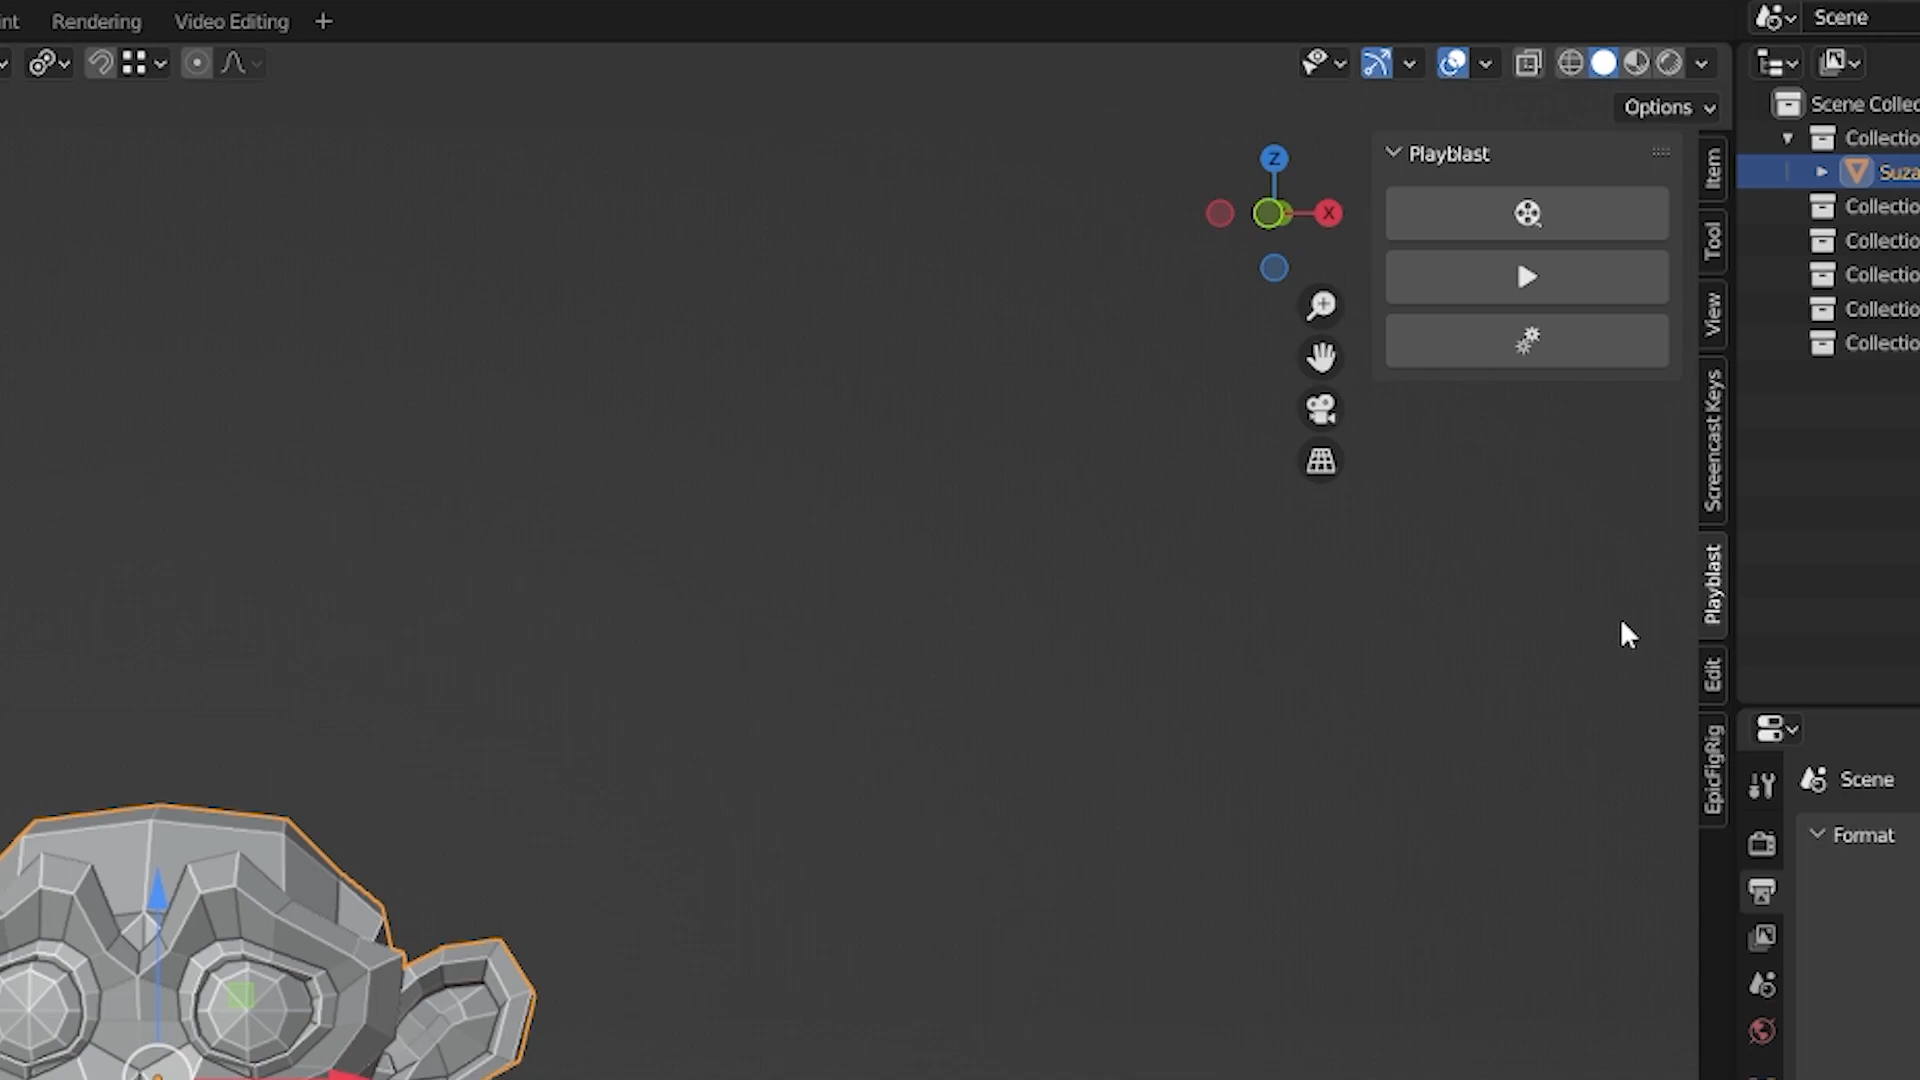 nt
Rendering
Video Editing
Scene
Options
Scene Collec
Collectio
Suza
Collectio
Collectio
Collectio
Collectio
Collectio
Playblast
Z
X
Item
Tool
View
Screencast Keys
Playblast
Edit
EpicFigRig
Scene
Format